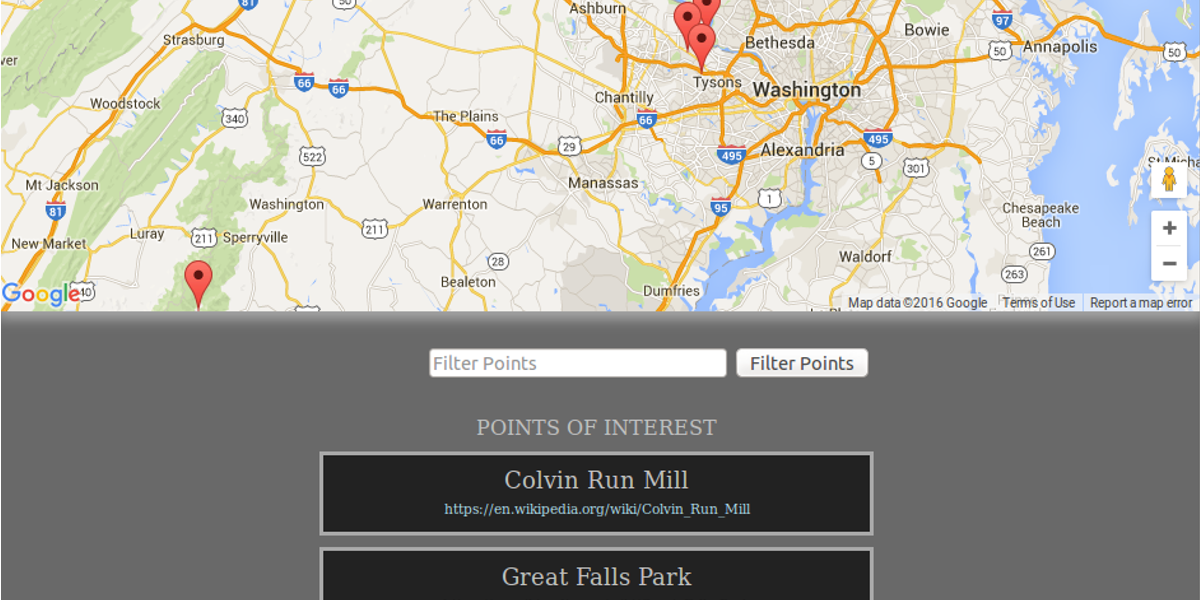 81
50
Ashburn
97
Bowie
Strasburg
Bethesda
50
Annapolis
50
66
66
Tysons
Washington
Woodstock
Chantilly
340
The Plains
66
66
29
495
495
Alexandria
522
5
301
Mt Jackson
Manassas
Washington
Warrenton
1
81
95
Chesapeake
Beach
New Market
Luray
211
Sperryville
211
261
28
Waldorf
263
Bealeton
Dumfries
Google
Map data ©2016 Google
Terms of Use
Report a map error
Filter Points
Filter Points
POINTS OF INTEREST
Colvin Run Mill
https://en.wikipedia.org/wiki/Colvin_Run_Mill
Great Falls Park